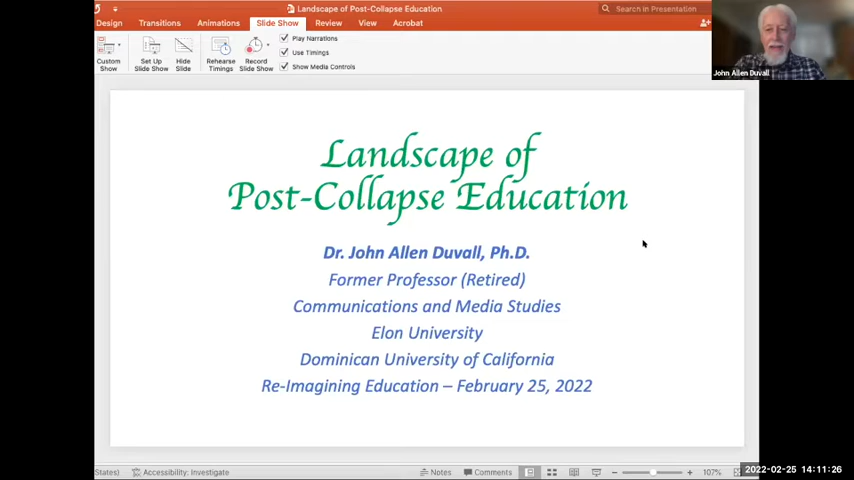 Landscape of Post-Collapse Education
Search in Presentation
Design Transitions Animations Slide Show Review View Acrobat
Custom Show
Set Up Slide Show
Hide Slide
Rehearse Timings
Record Slide Show
Play Narrations
Use Timings
Show Media Controls
John Allen Duvall
Landscape of
Post-Collapse Education
Dr. John Allen Duvall, Ph.D.
Former Professor (Retired)
Communications and Media Studies
Elon University
Dominican University of California
Re-Imagining Education – February 25, 2022
States) Accessibility: Investigate Notes Comments 107%
2022-02-25 14:11:26